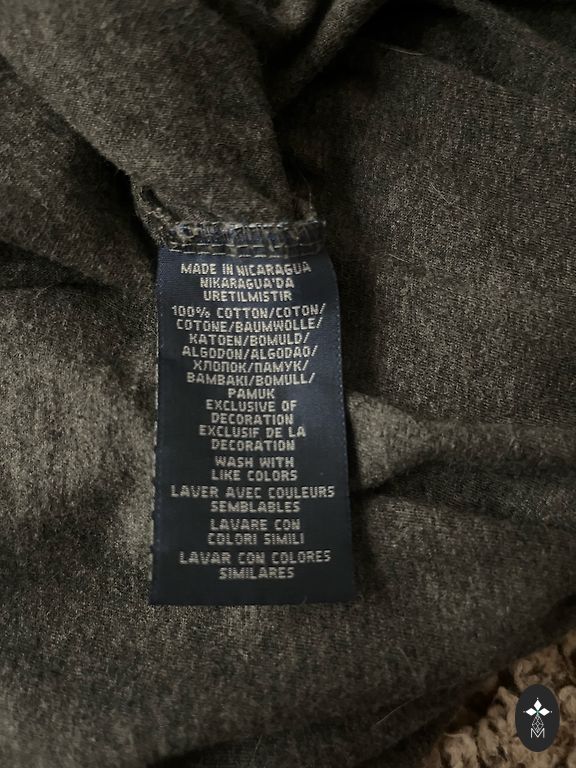 MADE IN NICARAGUA
NIKARAGUA'DA
URETILMISTIR
100% COTTON/COTON/
COTONE/BAUMWOLLE/
KATOEN/BOMULD/
ALGODON/ALGODAO/
ХЛОПОК/ПАМУК/
BAMBAKI/BOMULL/
PAMUK
EXCLUSIVE OF
DECORATION
EXCLUSIF DE LA
DECORATION
WASH WITH
LIKE COLORS
LAVER AVEC COULEURS
SEMBLABLES
LAVARE CON
COLORI SIMILI
LAVAR CON COLORES
SIMILARES